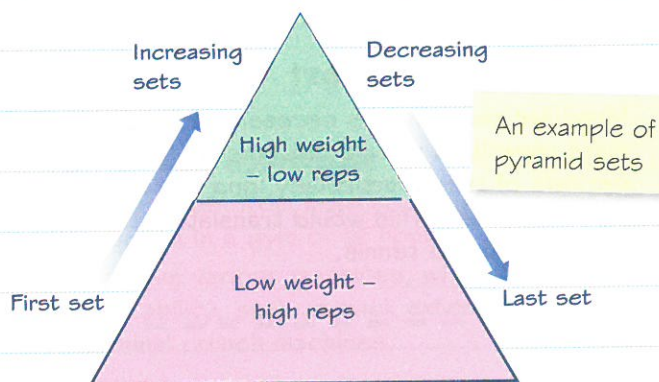 Increasing
sets
Decreasing
sets
An example of
pyramid sets
High weight
– low reps
Low weight –
high reps
First set
Last set